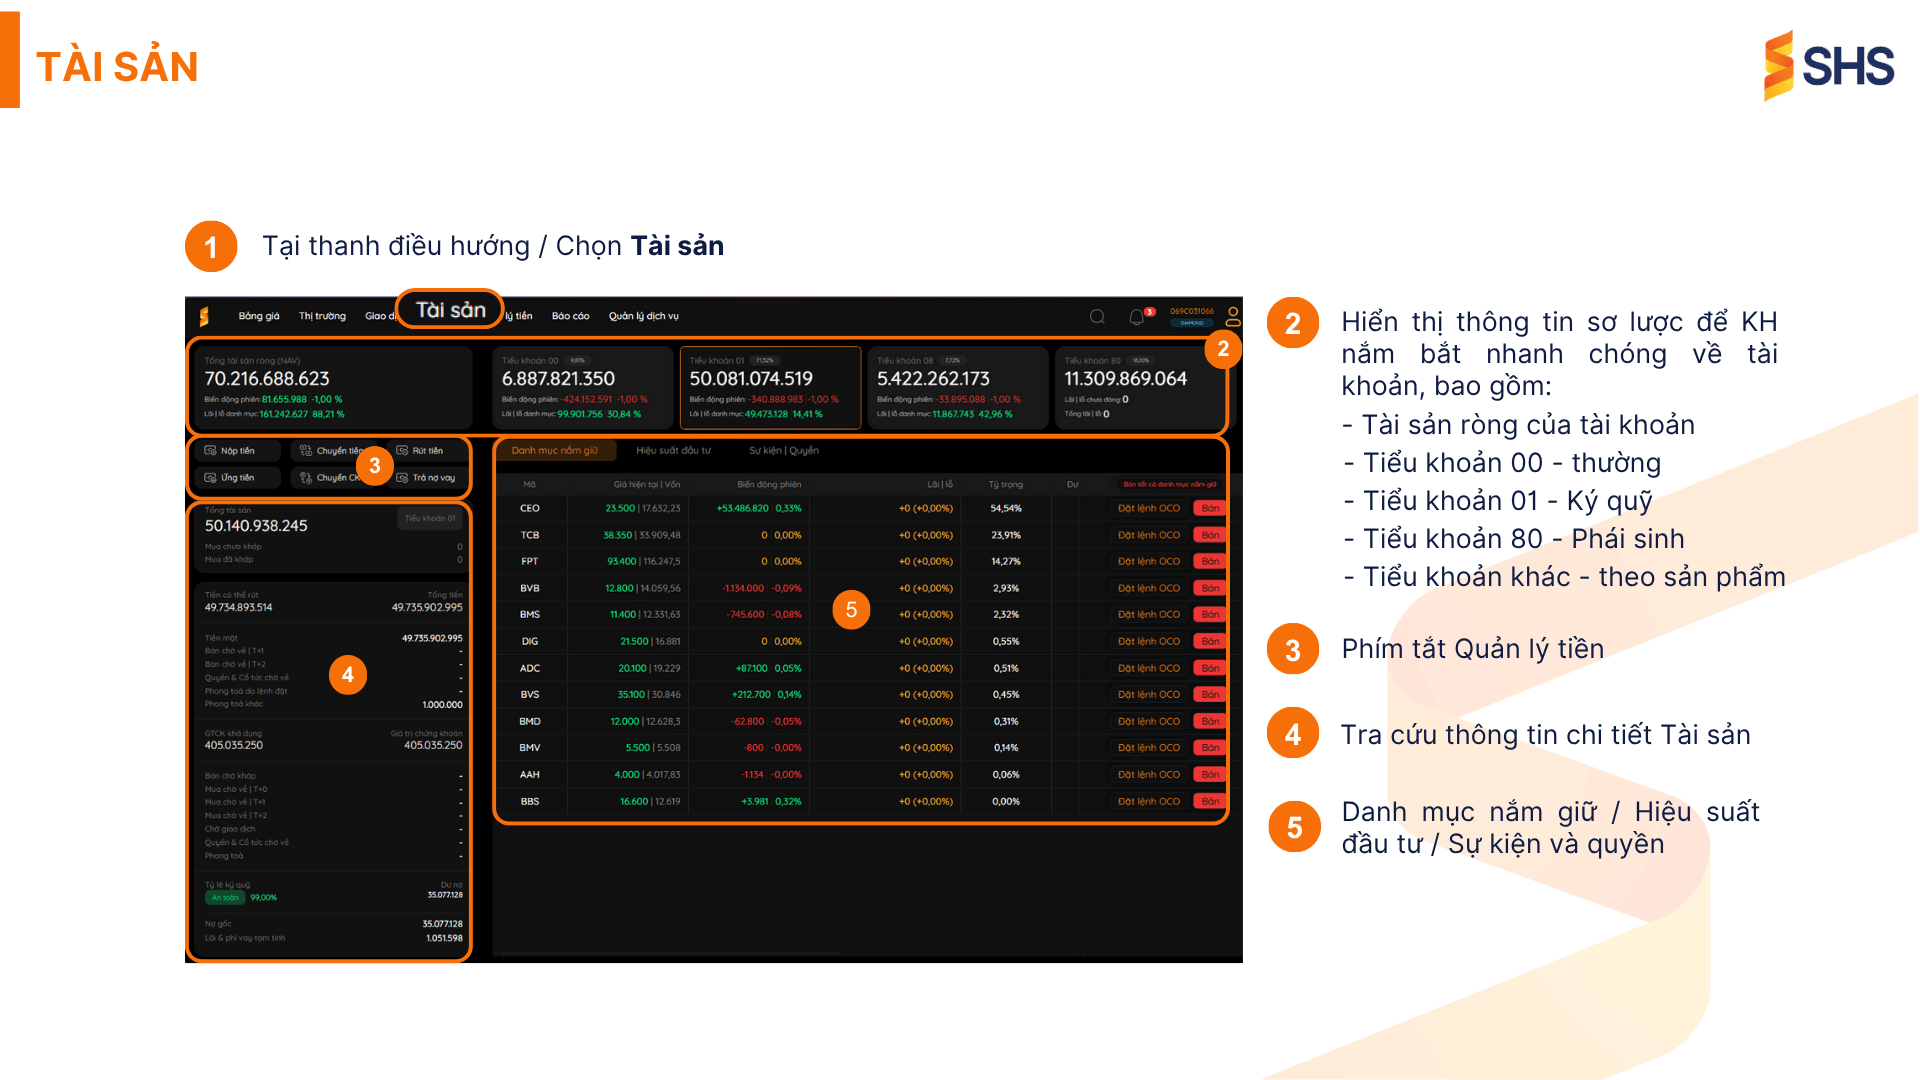 TÀI SẢN
SHS
1 Tại thanh điều hướng / Chọn Tài sản
Bảng giá Thị trường Giao dị Tài sản lý tiền Báo cáo Quản lý dịch vụ 3 069C031066
DIAMOND
2
Tổng tài sản ròng (NAV)
70.216.688.623
Biến động phiên: 81.655.988 -1,00 %
Lãi | lỗ danh mục: 161.242.627 88,21 %
Tiểu khoản 00 9,81%
6.887.821.350
Biến động phiên: -424.152.591 -1,00 %
Lãi | lỗ danh mục: 99.901.756 30,84 %
Tiểu khoản 01 71,32%
50.081.074.519
Biến động phiên: -340.888.983 -1,00 %
Lãi | lỗ danh mục: 49.473.128 14,41 %
Tiểu khoản 08 7,72%
5.422.262.173
Biến động phiên: -33.895.088 -1,00 %
Lãi | lỗ danh mục: 11.867.743 42,96 %
Tiểu khoản 80 16,10%
11.309.869.064
Lãi | lỗ chưa đóng: 0
Tổng lãi | lỗ: 0
Nộp tiền Chuyển tiền Rút tiền
3
Ứng tiền Chuyển CK Trả nợ vay
Tổng tài sản
50.140.938.245 Tiểu khoản 01
Mua chưa khớp 0
Mua đã khớp 0
Tiền có thể rút Tổng tiền
49.734.893.514 49.735.902.995
Tiền mặt 49.735.902.995
Bán chờ về | T+1 -
Bán chờ về | T+2 -
4
Quyền & Cổ tức chờ về -
Phong toả do lệnh đặt -
Phong toả khác 1.000.000
GTCK khả dụng Giá trị chứng khoán
405.035.250 405.035.250
Bán chờ khớp -
Mua chờ về | T+0 -
Mua chờ về | T+1 -
Mua chờ về | T+2 -
Chờ giao dịch -
Quyền & Cổ tức chờ về -
Phong toả -
Tỷ lệ ký quỹ Dư nợ
An toàn 99,00% 35.077.128
Nợ gốc 35.077.128
Lãi & phí vay tạm tính 1.051.598
Danh mục nắm giữ Hiệu suất đầu tư Sự kiện | Quyền
Mã Giá hiện tại | Vốn Biến động phiên Lãi | lỗ Tỷ trọng Dư Bán tất cả danh mục nắm giữ
CEO 23.500 | 17.632,23 +53.486.820 0,33% +0 (+0,00%) 54,54% Đặt lệnh OCO Bán
TCB 38.350 | 33.909,48 0 0,00% +0 (+0,00%) 23,91% Đặt lệnh OCO Bán
FPT 93.400 | 116.247,5 0 0,00% +0 (+0,00%) 14,27% Đặt lệnh OCO Bán
BVB 12.800 | 14.059,56 -1.134.000 -0,09% +0 (+0,00%) 2,93% Đặt lệnh OCO Bán
5
BMS 11.400 | 12.331,63 -745.600 -0,08% +0 (+0,00%) 2,32% Đặt lệnh OCO Bán
DIG 21.500 | 16.881 0 0,00% +0 (+0,00%) 0,55% Đặt lệnh OCO Bán
ADC 20.100 | 19.229 +87.100 0,05% +0 (+0,00%) 0,51% Đặt lệnh OCO Bán
BVS 35.100 | 30.846 +212.700 0,14% +0 (+0,00%) 0,45% Đặt lệnh OCO Bán
BMD 12.000 | 12.628,3 -62.800 -0,05% +0 (+0,00%) 0,31% Đặt lệnh OCO Bán
BMV 5.500 | 5.508 -800 -0,00% +0 (+0,00%) 0,14% Đặt lệnh OCO Bán
AAH 4.000 | 4.017,83 -1.134 -0,00% +0 (+0,00%) 0,06% Đặt lệnh OCO Bán
BBS 16.600 | 12.619 +3.981 0,32% +0 (+0,00%) 0,00% Đặt lệnh OCO Bán
2 Hiển thị thông tin sơ lược để KH
nắm bắt nhanh chóng về tài
khoản, bao gồm:
- Tài sản ròng của tài khoản
- Tiểu khoản 00 - thường
- Tiểu khoản 01 - Ký quỹ
- Tiểu khoản 80 - Phái sinh
- Tiểu khoản khác - theo sản phẩm
3 Phím tắt Quản lý tiền
4 Tra cứu thông tin chi tiết Tài sản
5 Danh mục nắm giữ / Hiệu suất
đầu tư / Sự kiện và quyền